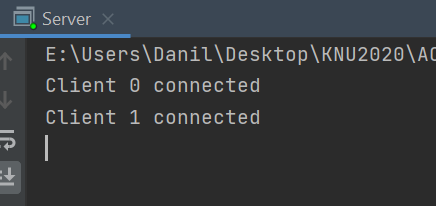 Server
E:\Users\Danil\Desktop\KNU2020\AC
Client 0 connected
Client 1 connected